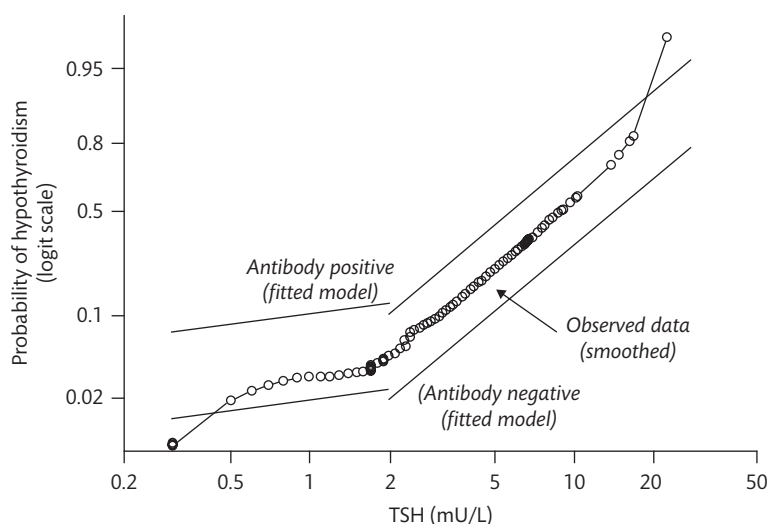 Probability of hypothyroidism
(logit scale)
0.95
0.8
0.5
0.1
0.02
Antibody positive
(fitted model)
Observed data
(smoothed)
(Antibody negative
(fitted model)
0.2
0.5
1
2
5
10
20
50
TSH (mU/L)